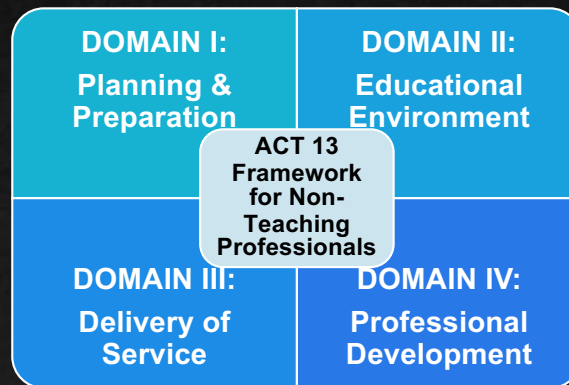 DOMAIN I:
Planning &
Preparation
DOMAIN II:
Educational
Environment
ACT 13
Framework
for Non-
Teaching
Professionals
DOMAIN III:
Delivery of
Service
DOMAIN IV:
Professional
Development